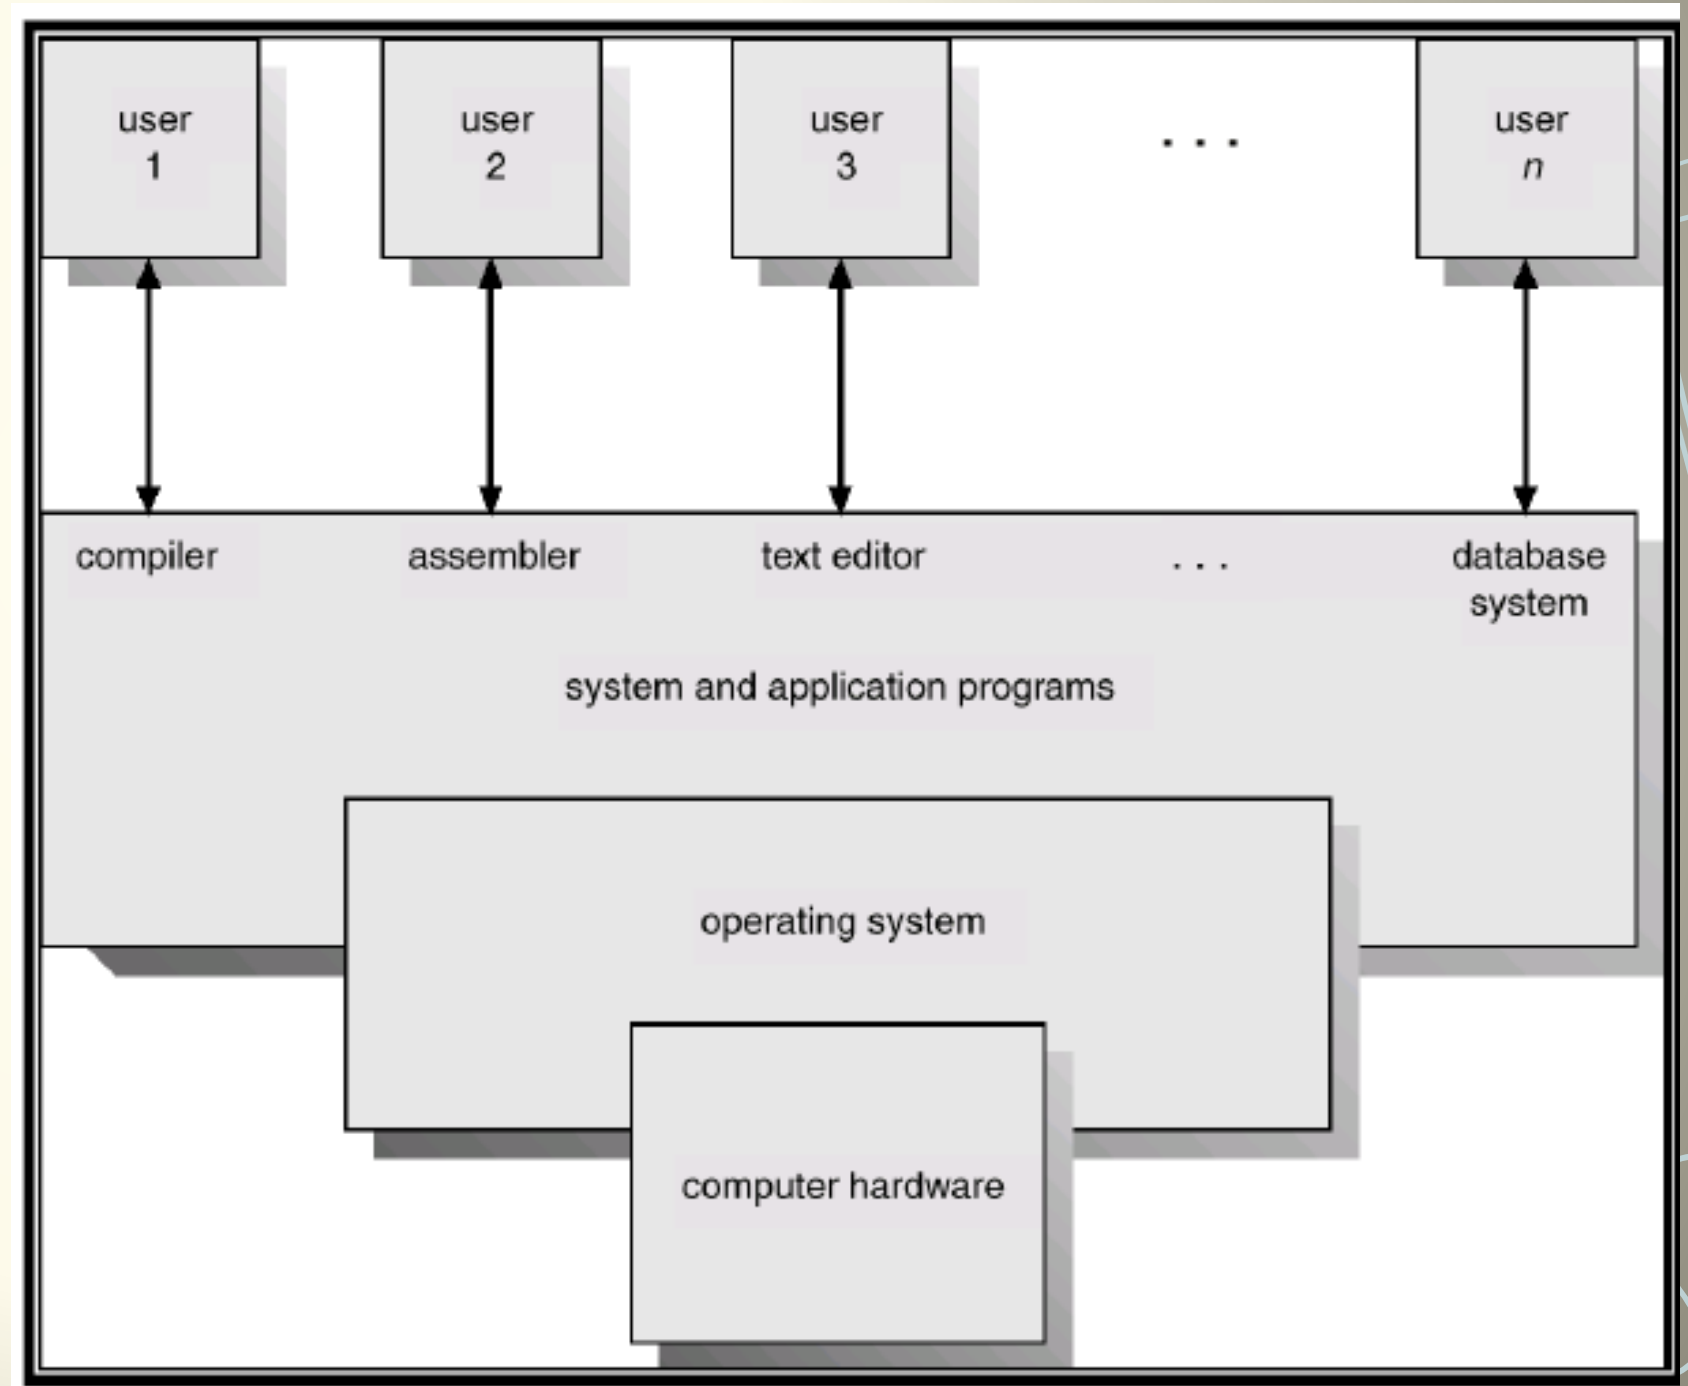 user
1
user
2
user
3
. . .
user
n
compiler
assembler
text editor
. . .
database
system
system and application programs
operating system
computer hardware